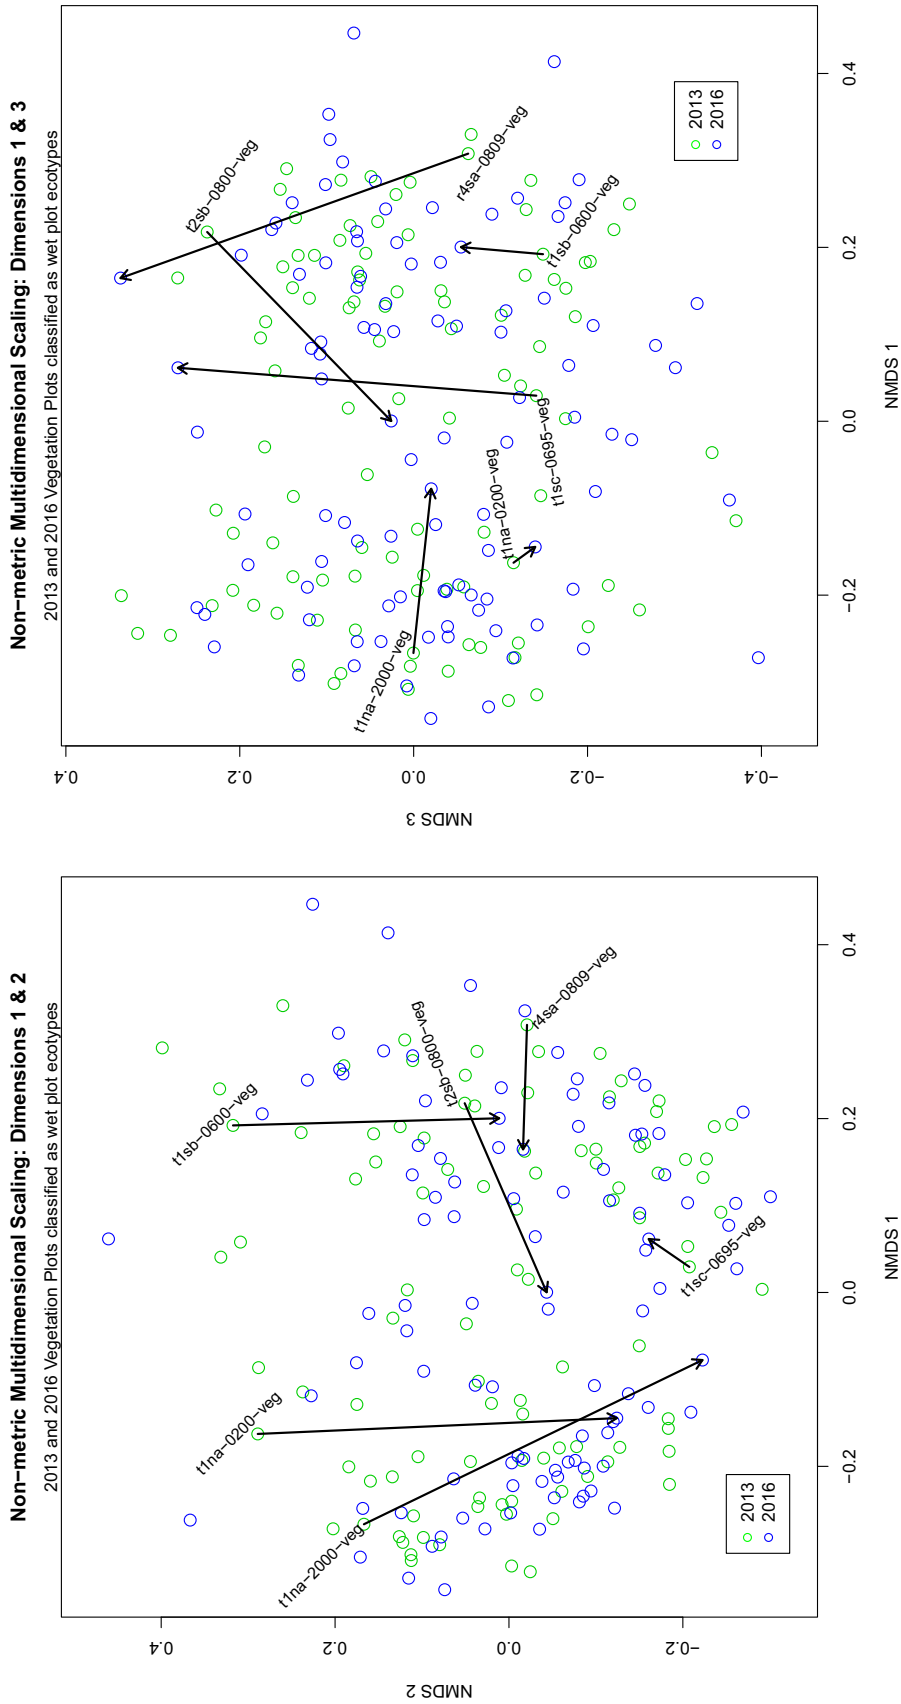 Non−metric Multidimensional Scaling: Dimensions 1 & 2
2013 and 2016 Vegetation Plots classified as wet plot ecotypes
NMDS 2
0.4
0.2
0.0
−0.2
t1na−2000−veg
t1na−0200−veg
t1sb−0600−veg
t2sb−0800−veg
r4sa−0809−veg
t1sc−0695−veg
2013
2016
−0.2
0.0
0.2
0.4
NMDS 1
Non−metric Multidimensional Scaling: Dimensions 1 & 3
2013 and 2016 Vegetation Plots classified as wet plot ecotypes
NMDS 3
0.4
0.2
0.0
−0.2
−0.4
t2sb−0800−veg
r4sa−0809−veg
t1sb−0600−veg
t1sc−0695−veg
t1na−0200−veg
t1na−2000−veg
2013
2016
−0.2
0.0
0.2
0.4
NMDS 1